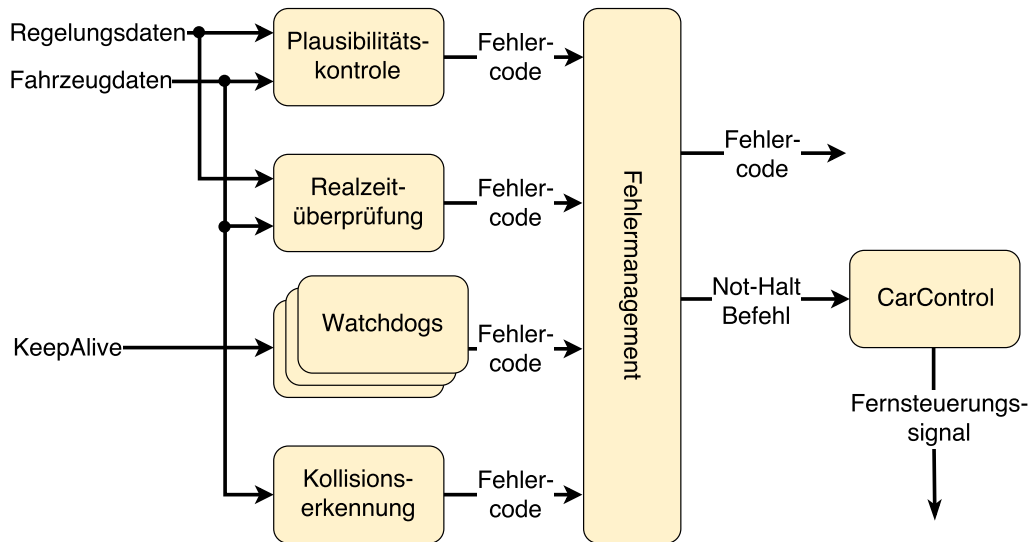 Regelungsdaten
Fahrzeugdaten
Plausibilitäts-
kontrole
Fehler-
code
Realzeit-
überprüfung
Fehler-
code
KeepAlive
Watchdogs
Fehler-
code
Kollisions-
erkennung
Fehler-
code
Fehlermanagement
Fehler-
code
Not-Halt
Befehl
CarControl
Fernsteuerungs-
signal